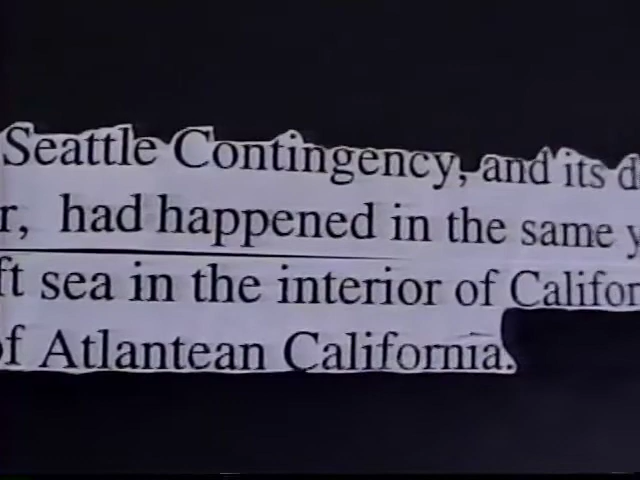 Seattle Contingency, and its d
r, had happened in the same y
ft sea in the interior of Califor
of Atlantean California.